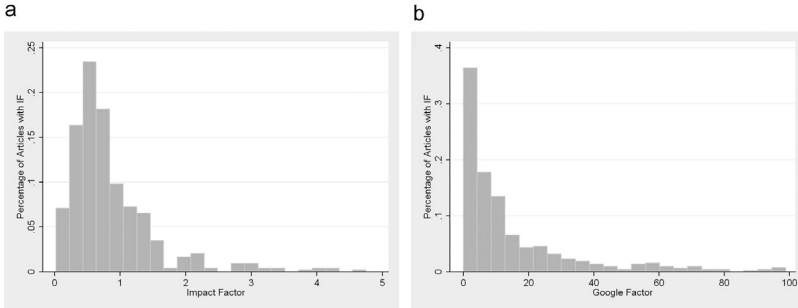 a
b
Percentage of Articles with IF
.25
.2
.15
.1
.05
0
0 1 2 3 4 5
Impact Factor
Percentage of Articles with IF
.4
.3
.2
.1
0
0 20 40 60 80 100
Google Factor